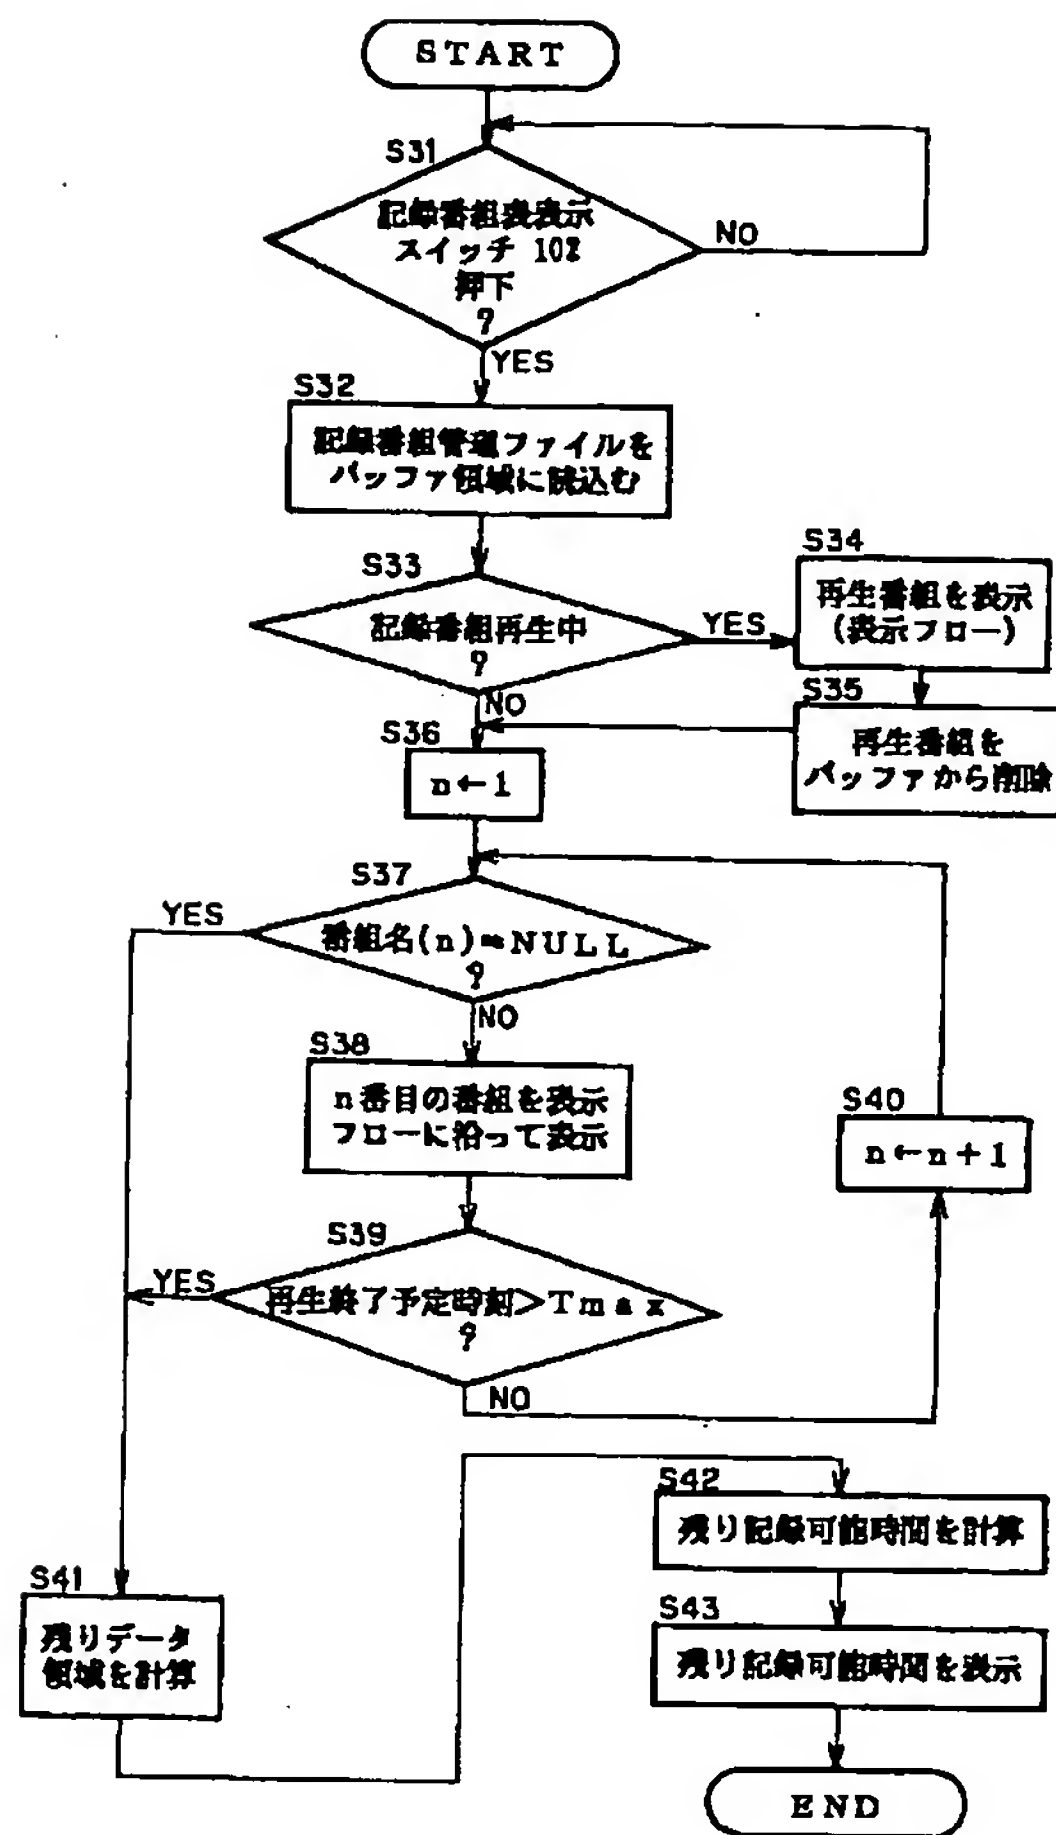 START
S31
記録番組表表示
スイッチ 102
押下
?
NO
YES
S32
記録番組管理ファイルを
バッファ領域に読込む
S33
記録番組再生中
?
YES
NO
S34
再生番組を表示
(表示フロー)
S35
再生番組を
バッファから削除
S36
n←1
S37
番組名(n)=NULL
?
YES
NO
S38
n番目の番組を表示
フローに沿って表示
S39
再生終了予定時刻>Tmax
?
YES
NO
S40
n←n+1
S41
残りデータ
領域を計算
S42
残り記録可能時間を計算
S43
残り記録可能時間を表示
END